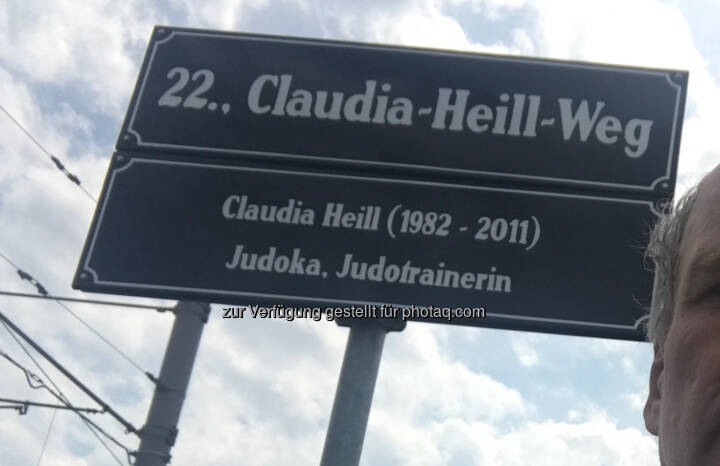 22., Claudia-Heill-Weg
Claudia Heill (1982 - 2011)
Judoka, Judotrainerin
zur Verfügung gestellt für photaq.com